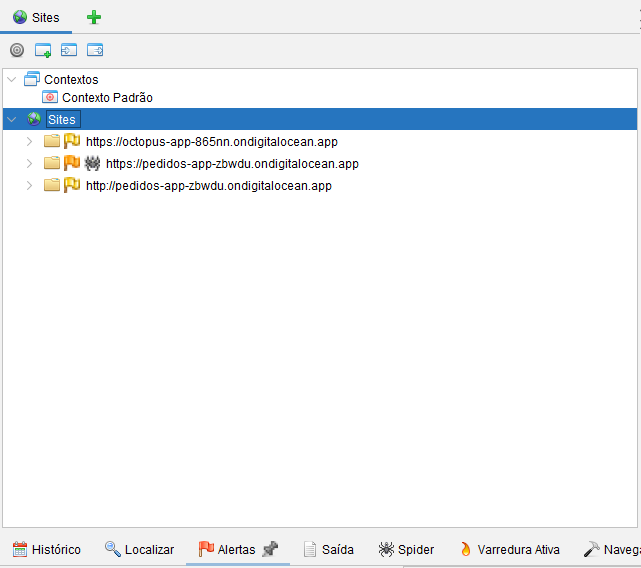 Sites
Contextos
Contexto Padrão
Sites
https://octopus-app-865nn.ondigitalocean.app
https://pedidos-app-zbwdu.ondigitalocean.app
http://pedidos-app-zbwdu.ondigitalocean.app
Histórico Localizar Alertas Saída Spider Varredura Ativa Navega